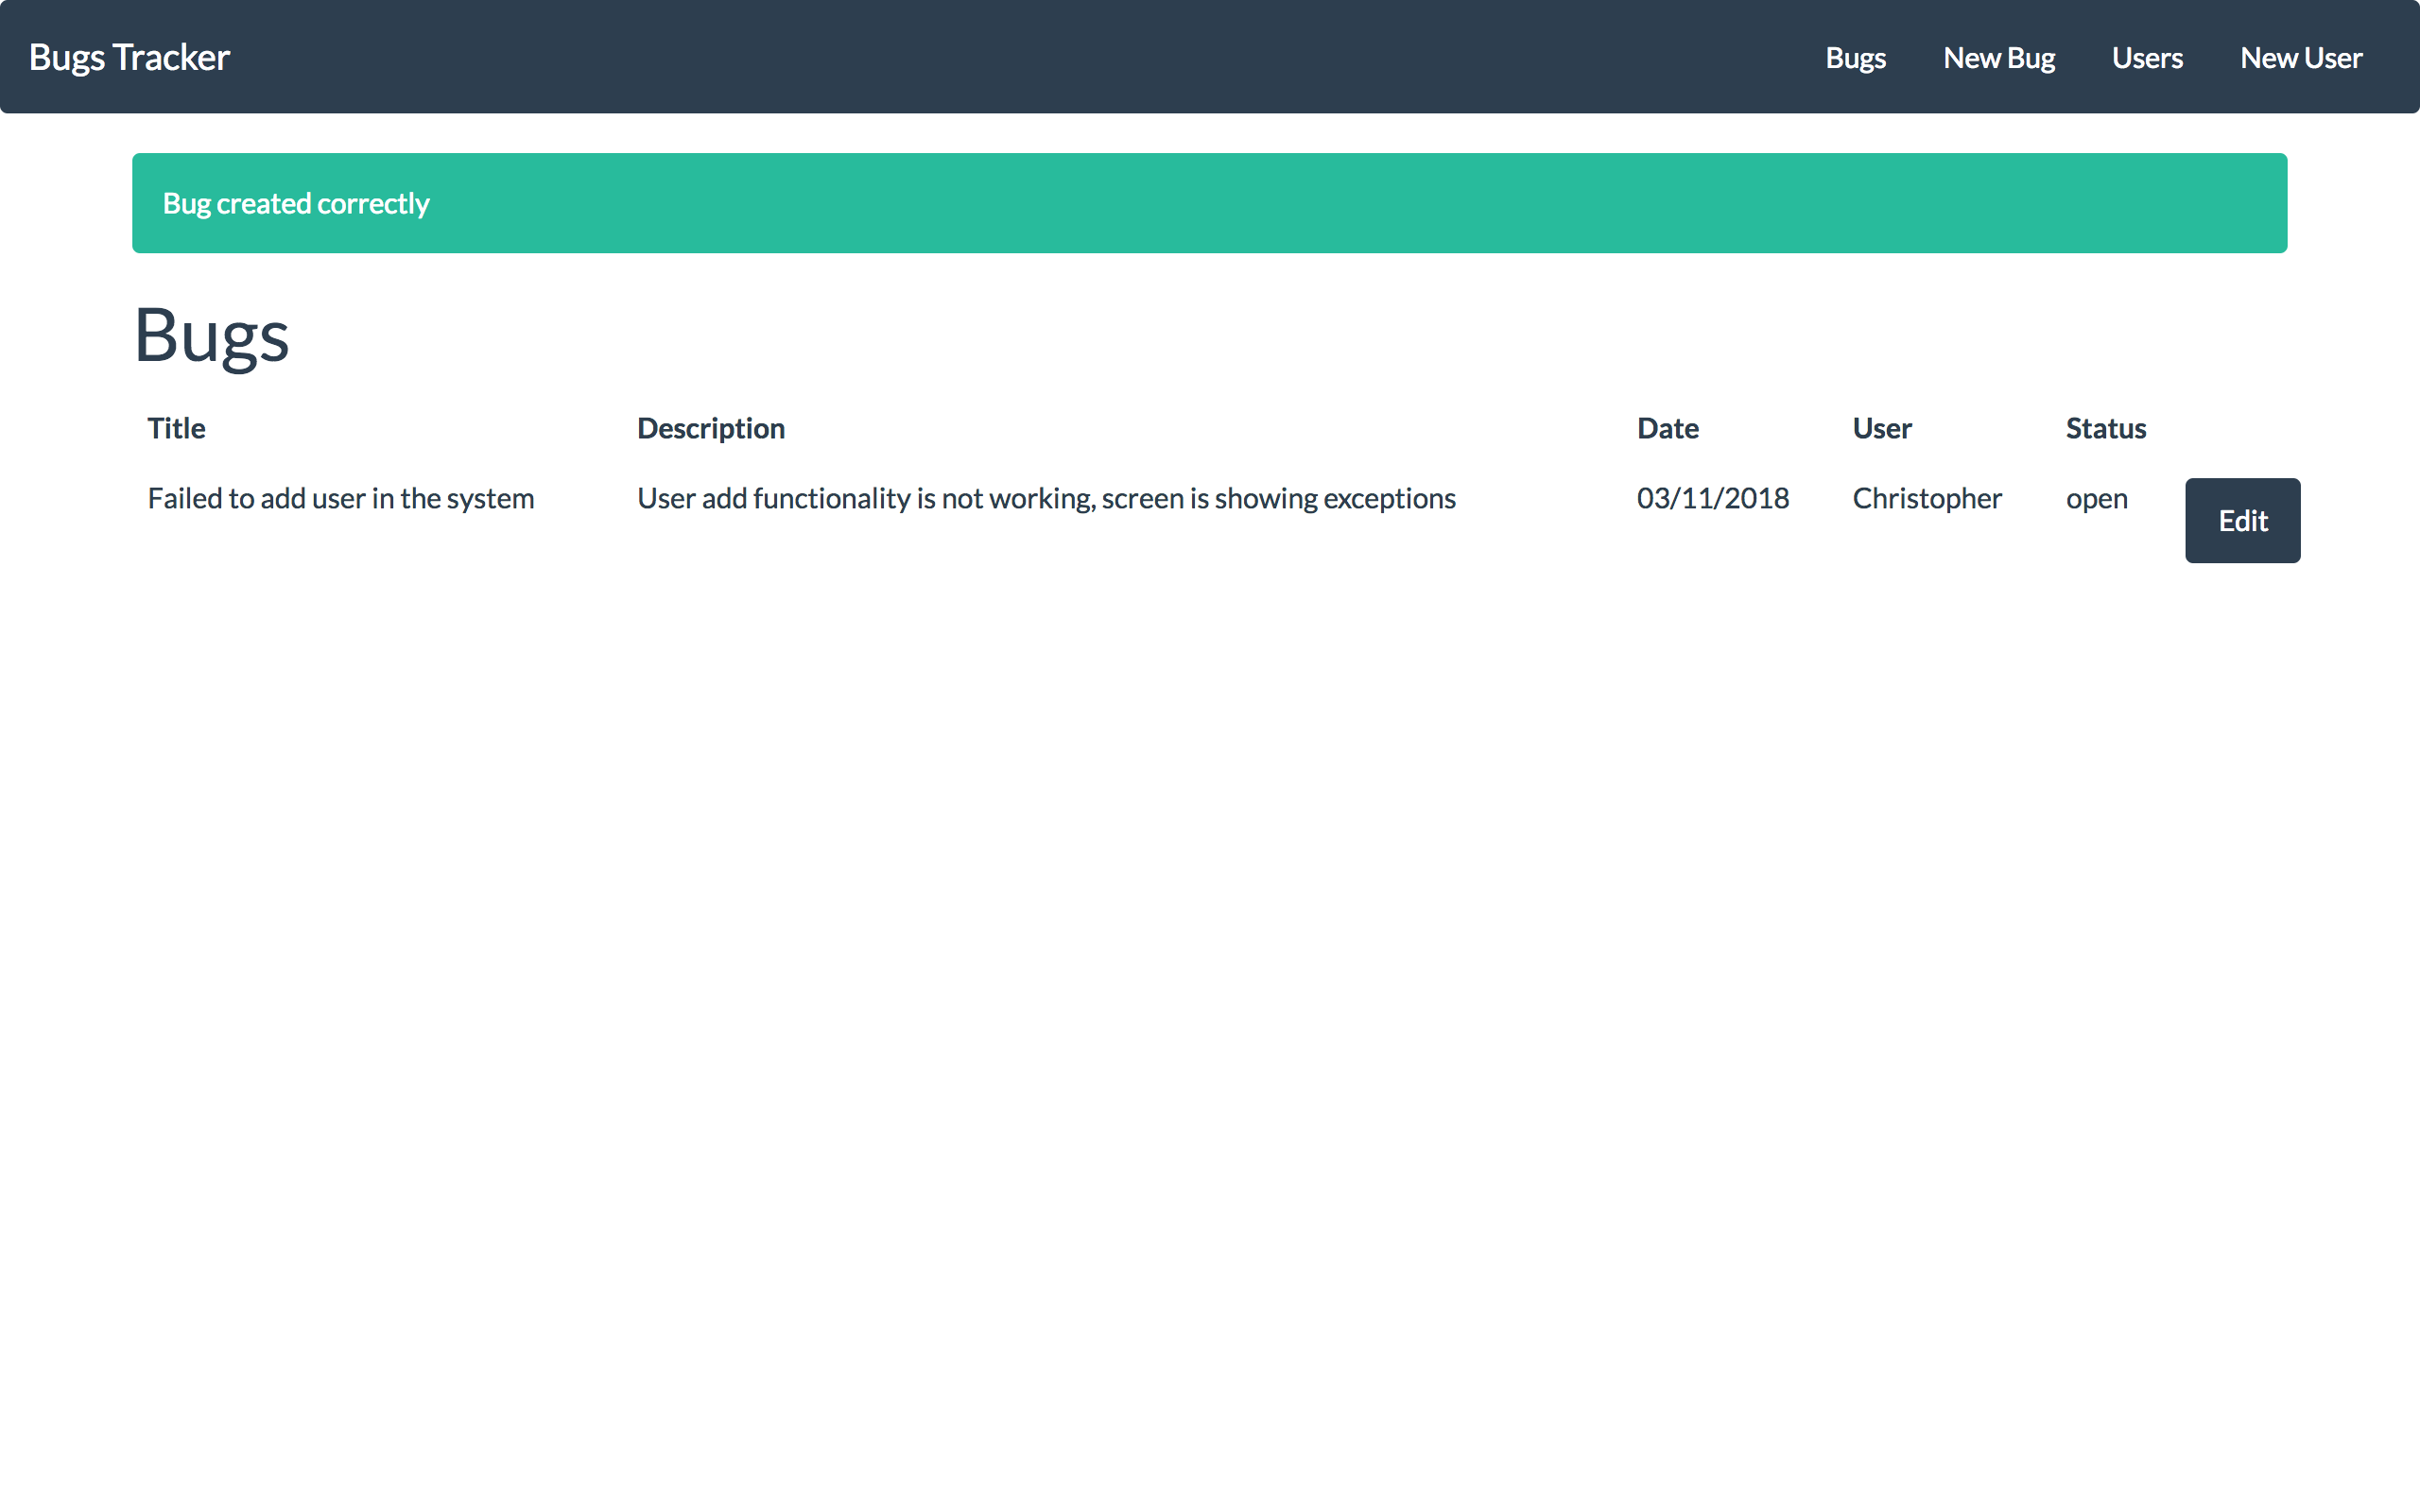 Bugs Tracker Bugs New Bug Users New User
Bug created correctly
Bugs
Title Description Date User Status
Failed to add user in the system User add functionality is not working, screen is showing exceptions 03/11/2018 Christopher open Edit